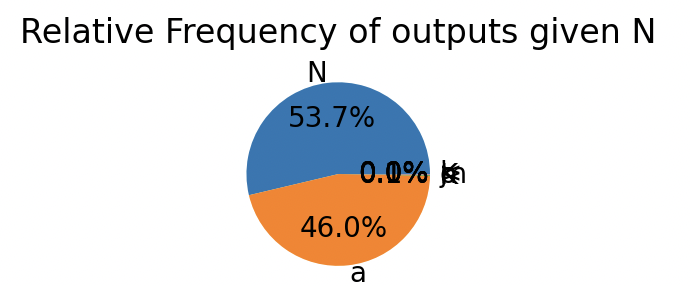 Relative Frequency of outputs given N
N
53.7%
46.0%
a